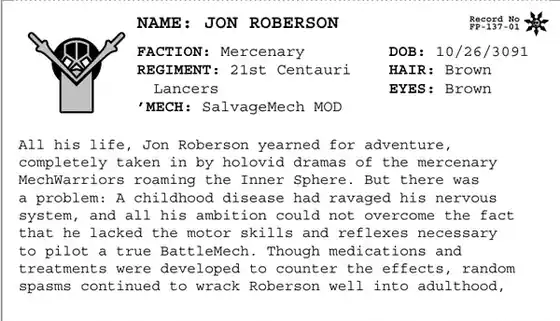 NAME: JON ROBERSON
Record No
FP-137-01
FACTION: Mercenary
DOB: 10/26/3091
REGIMENT: 21st Centauri
HAIR: Brown
Lancers
EYES: Brown
’MECH: SalvageMech MOD
All his life, Jon Roberson yearned for adventure,
completely taken in by holovid dramas of the mercenary
MechWarriors roaming the Inner Sphere. But there was
a problem: A childhood disease had ravaged his nervous
system, and all his ambition could not overcome the fact
that he lacked the motor skills and reflexes necessary
to pilot a true BattleMech. Though medications and
treatments were developed to counter the effects, random
spasms continued to wrack Roberson well into adulthood,